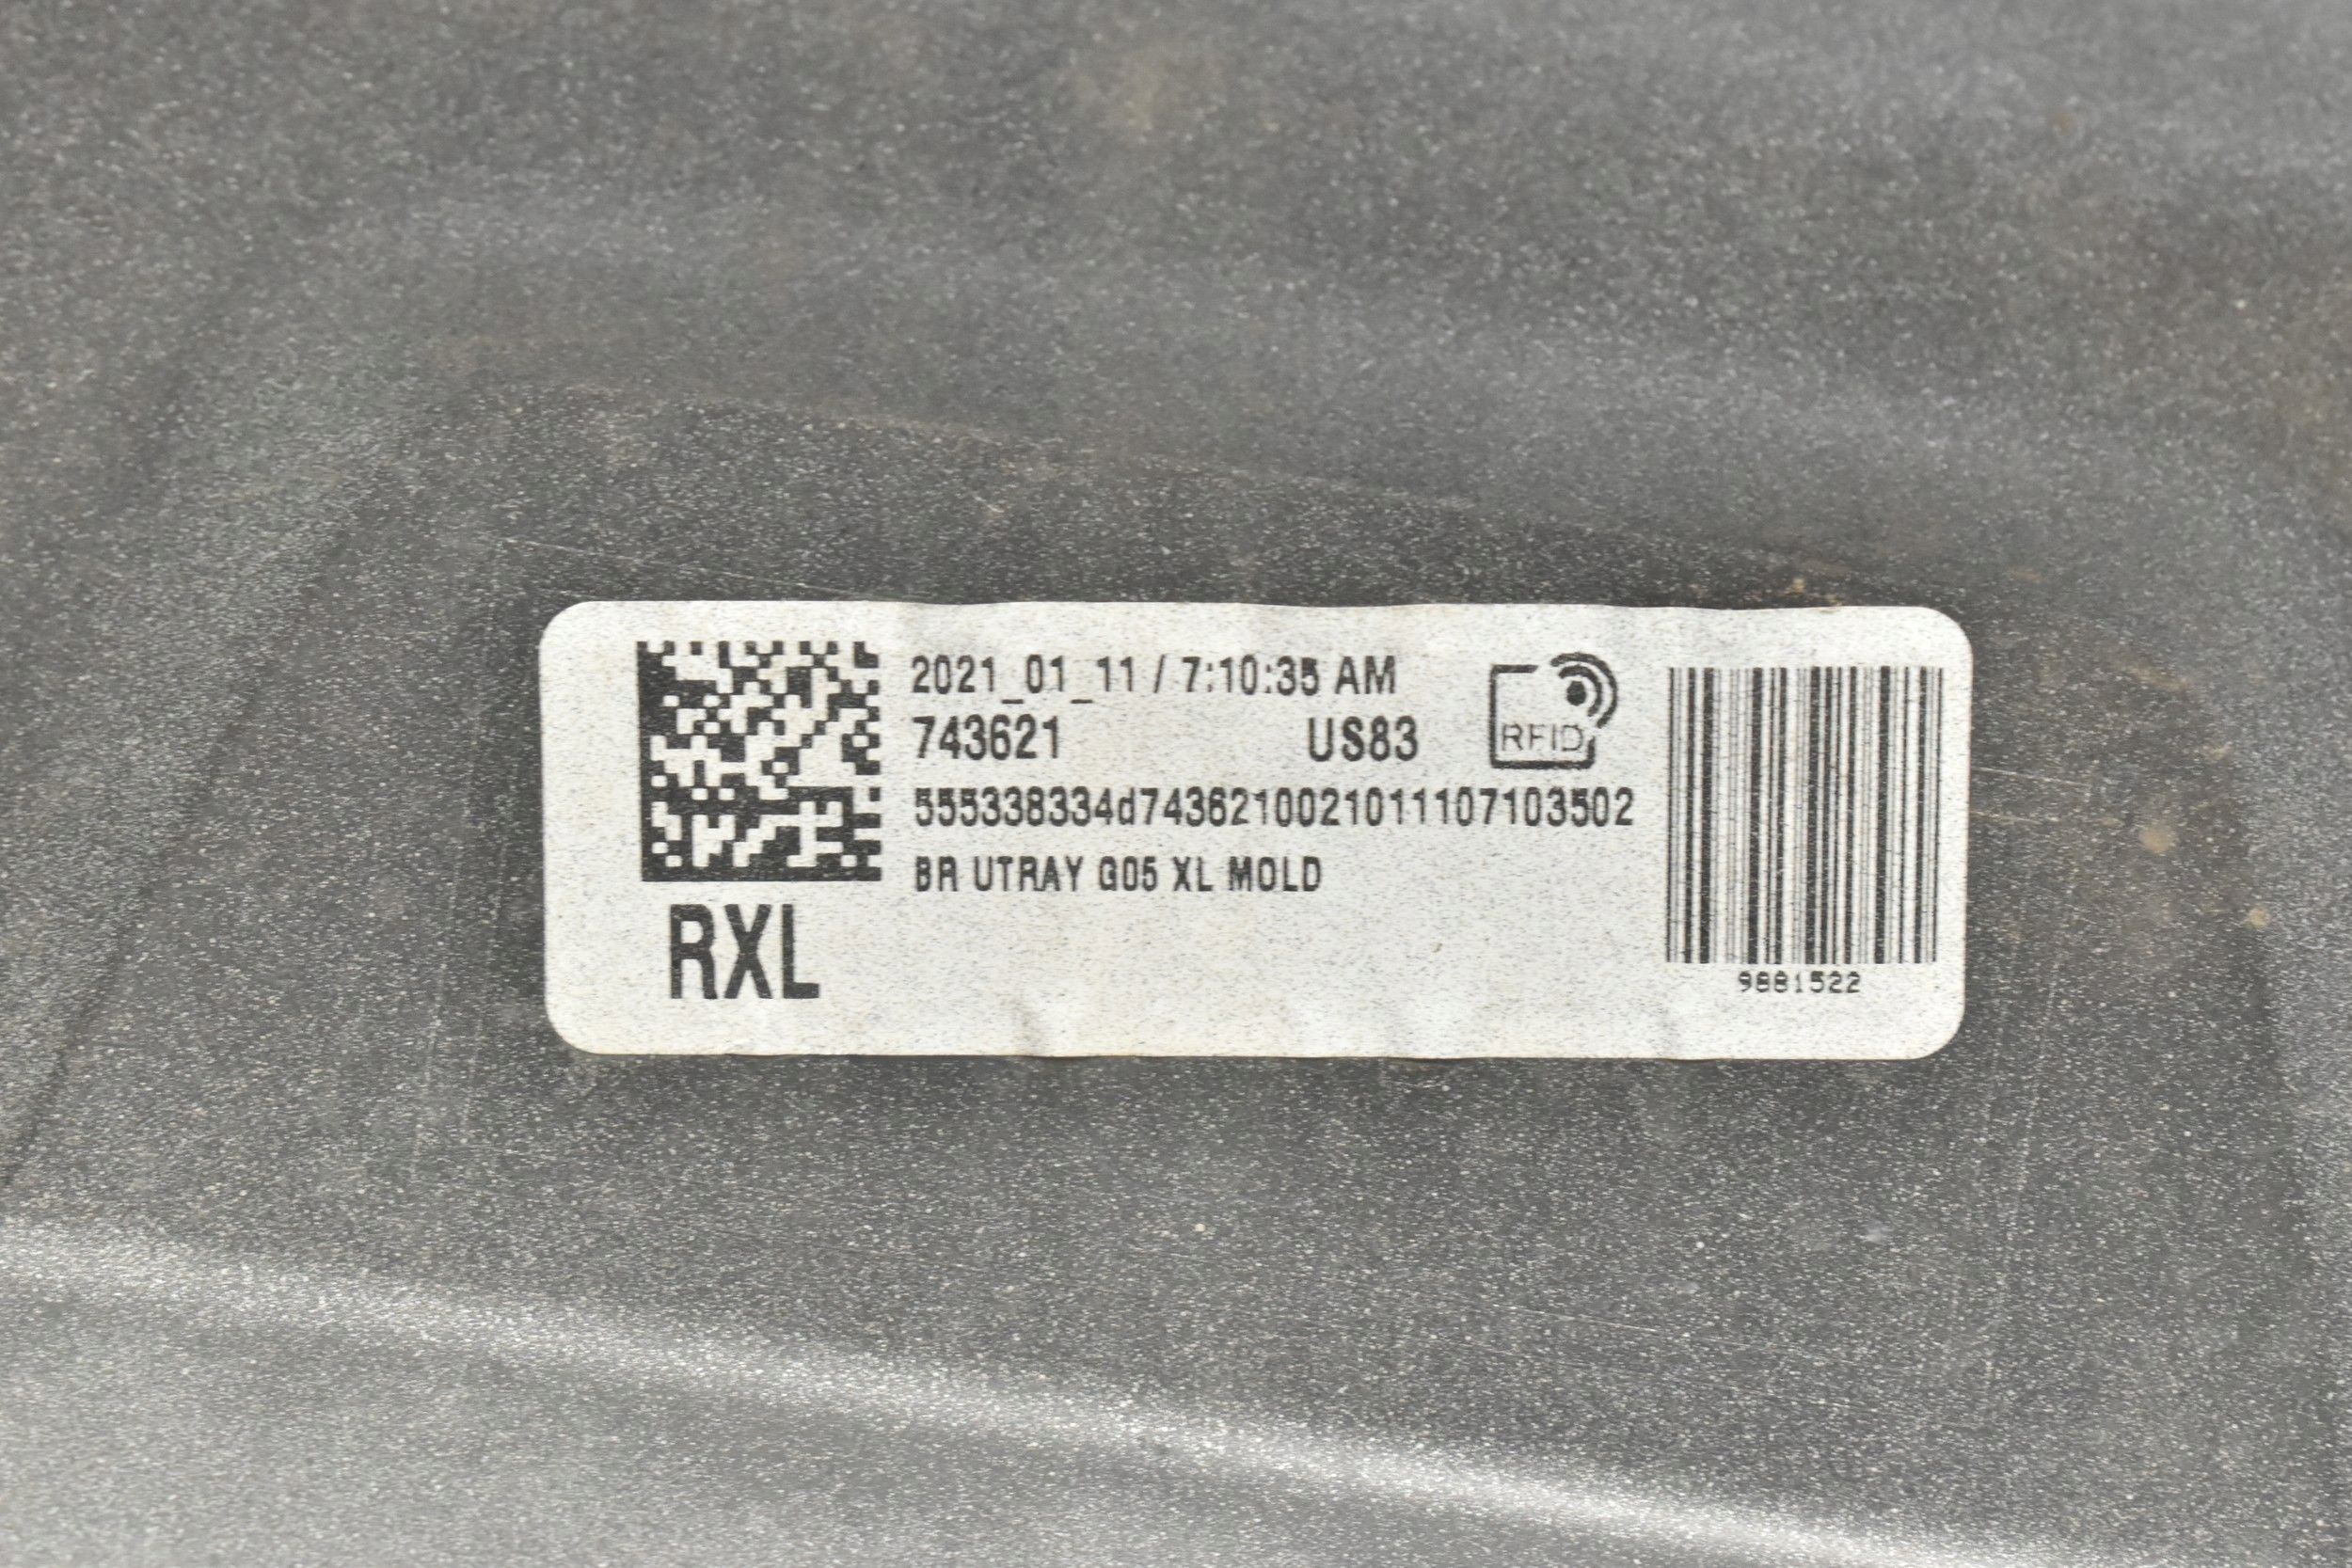 2021_01_11 / 7:10:35 AM
743621 US83
RFID
555338334d7436210021011107103502
BR UTRAY G05 XL MOLD
RXL
9881522